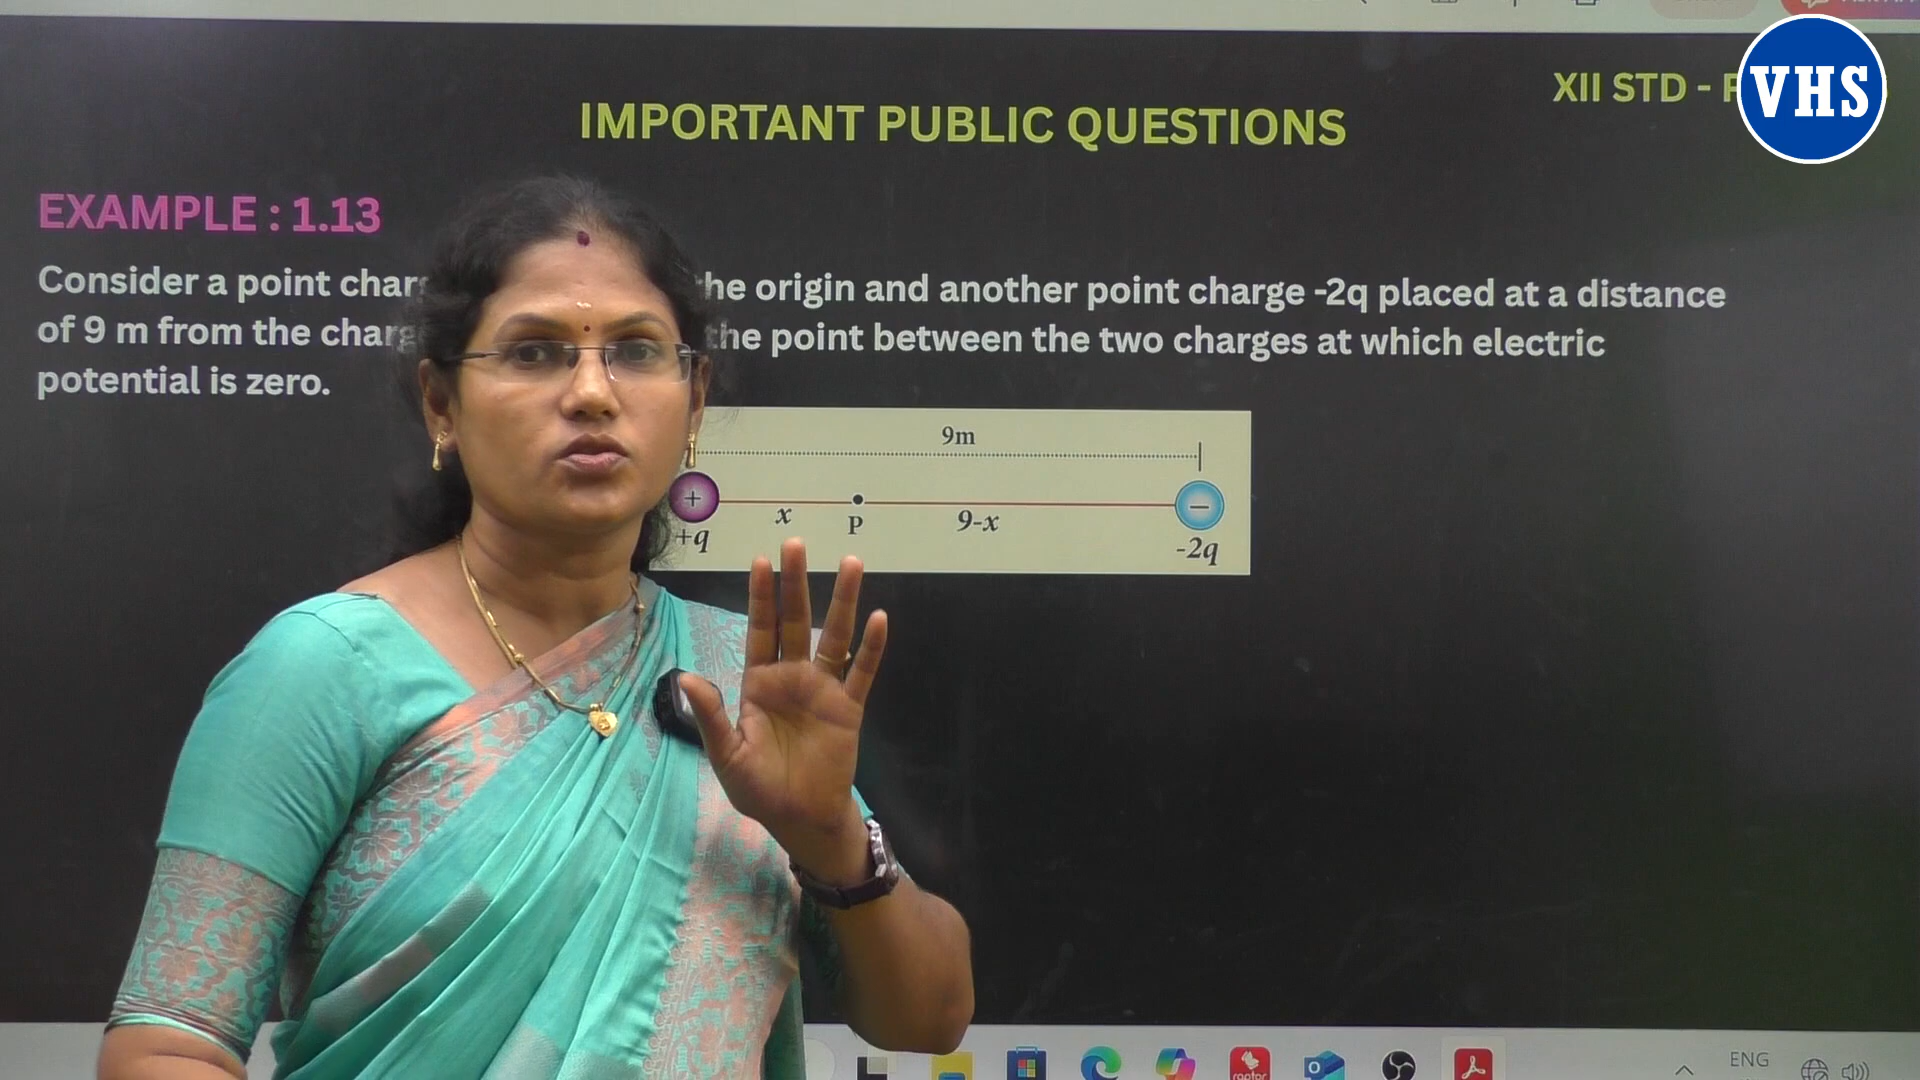 VHS
XII STD -
IMPORTANT PUBLIC QUESTIONS
EXAMPLE : 1.13
Consider a point the origin and another point charge -2q placed at a distance
of 9 m from the the point between the two charges at which electric
potential is zero.
9m
+ −
x P 9-x
+q -2q
raptor
ENG